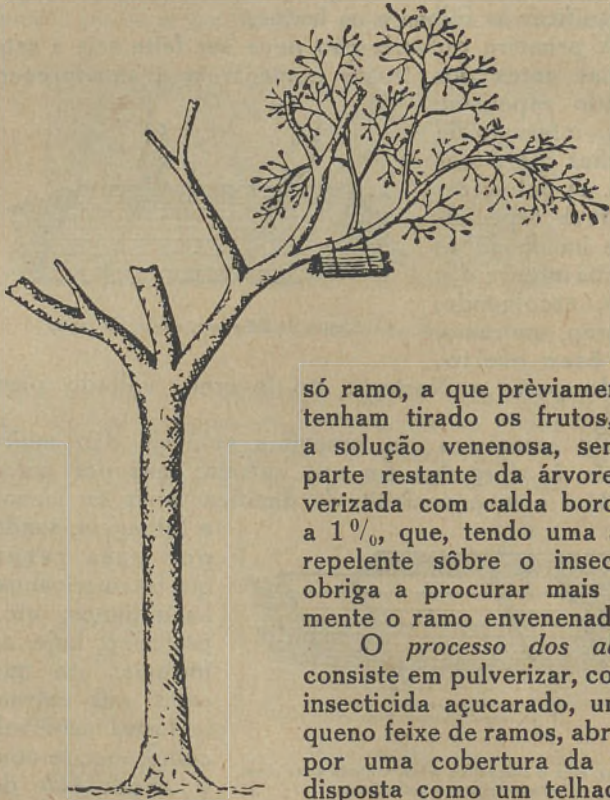 só ramo, a que prèviamen
tenham tirado os frutos,
a solução venenosa, sen
parte restante da árvore
verizada com calda bord
a 1 %, que, tendo uma
repelente sôbre o insec
obriga a procurar mais
mente o ramo envenenad
O processo dos a
consiste em pulverizar, co
insecticida açucarado, u
queno feixe de ramos, abr
por uma cobertura da
disposta como um telha